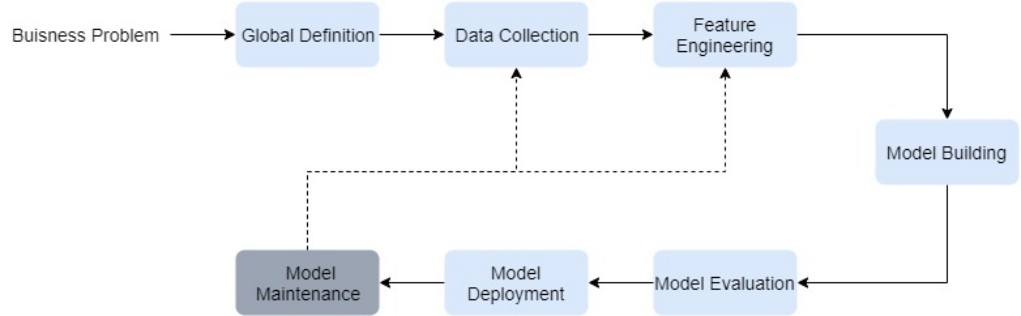 Buisness Problem
Global Definition
Data Collection
Feature
Engineering
Model Building
Model Evaluation
Model
Deployment
Model
Maintenance